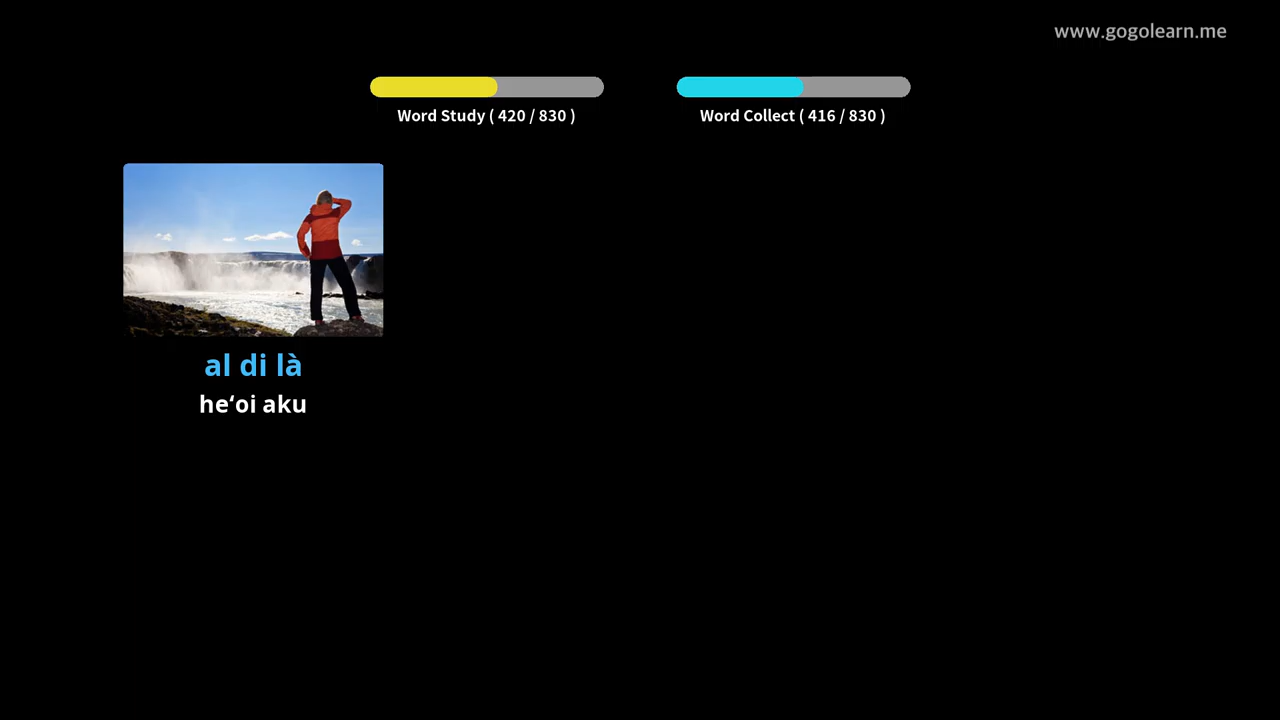 www.gogolearn.me
Word Study ( 420 / 830 )
Word Collect ( 416 / 830 )
al di là
heʻoi aku